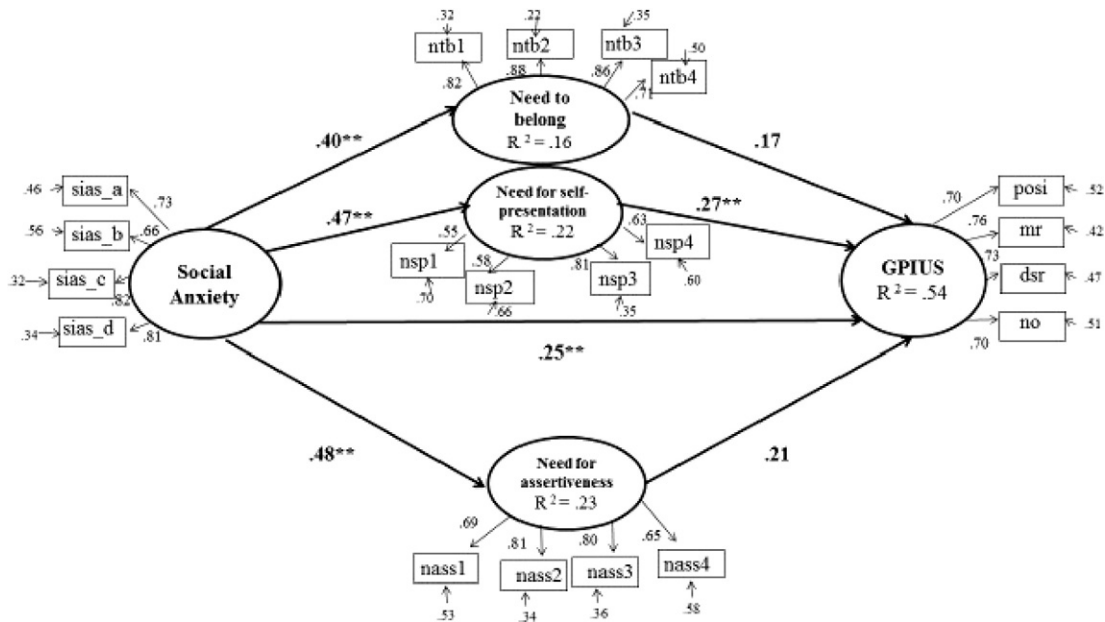 .32
.22
.35
ntb1
ntb2
ntb3
.50
ntb4
.82
.88
.86
.71
Need to
belong
R² = .16
.40**
.17
.46
sias_a
.73
.56
sias_b
.66
.32
sias_c
.82
.34
sias_d
.81
Social
Anxiety
.47**
Need for self-
presentation
R² = .22
.27**
.55
.58
.81
.63
nsp1
nsp2
nsp3
nsp4
.70
.66
.35
.60
GPIUS
R² = .54
.70
posi
.52
.76
mr
.42
.73
dsr
.47
.70
no
.51
.25**
.48**
.21
Need for
assertiveness
R² = .23
.69
.81
.80
.65
nass1
nass2
nass3
nass4
.53
.34
.36
.58